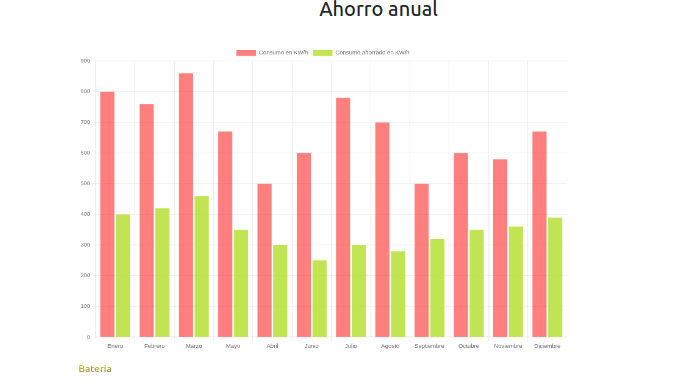 Ahorro anual
Consumo en KW/h Consumo ahorrado en KW/h
900
800
700
600
500
400
300
200
100
0
Enero Febrero Marzo Mayo Abril Junio Julio Agosto Septiembre Octubre Noviembre Diciembre
Bateria